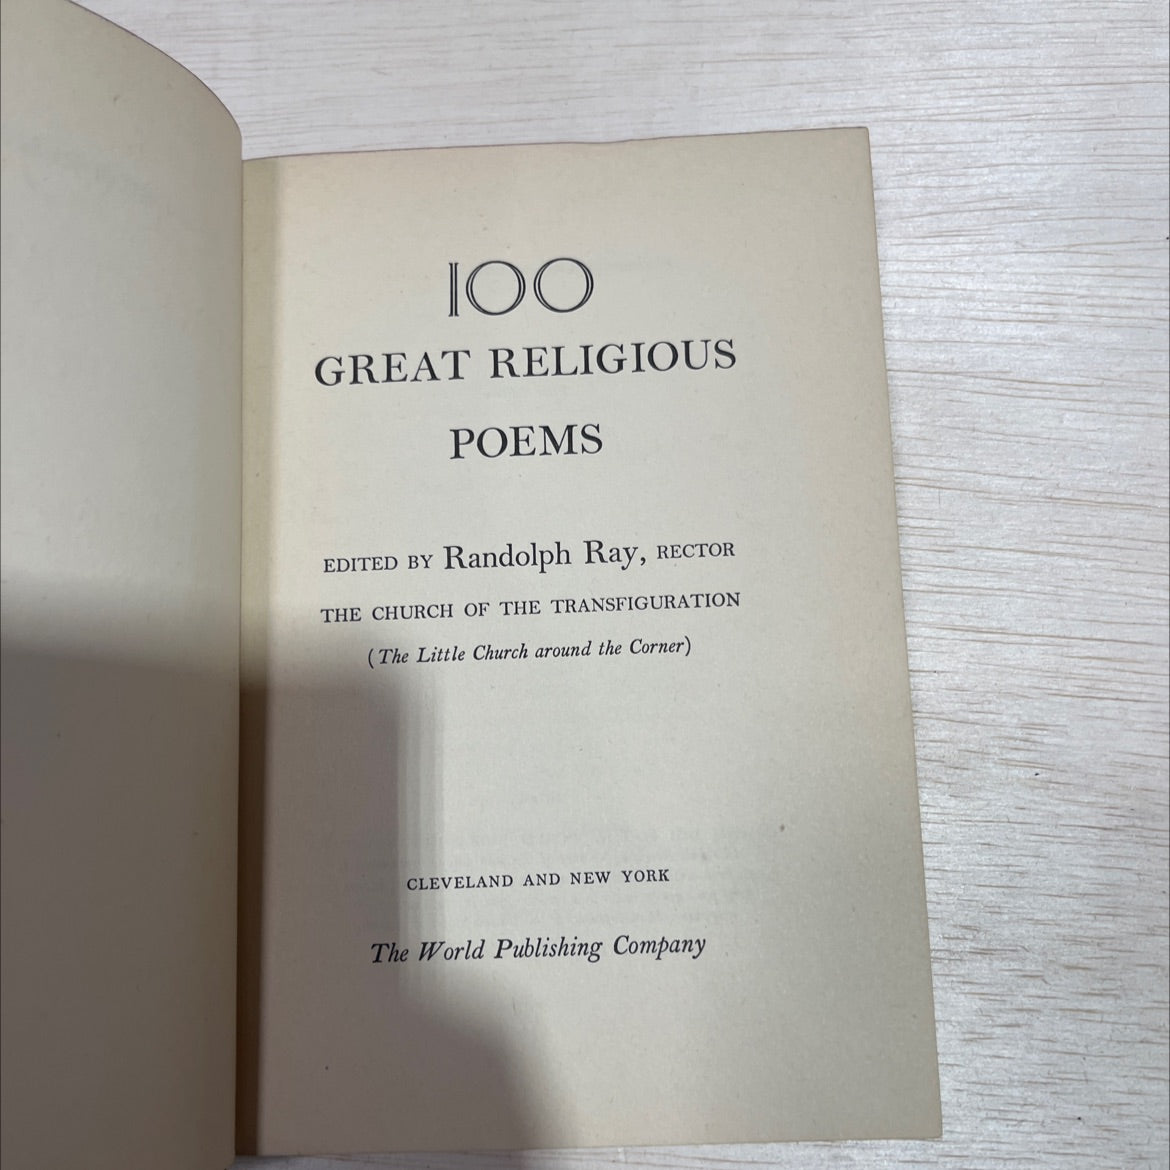 100
GREAT RELIGIOUS
POEMS
EDITED BY Randolph Ray, RECTOR
THE CHURCH OF THE TRANSFIGURATION
(The Little Church around the Corner)
CLEVELAND AND NEW YORK
The World Publishing Company